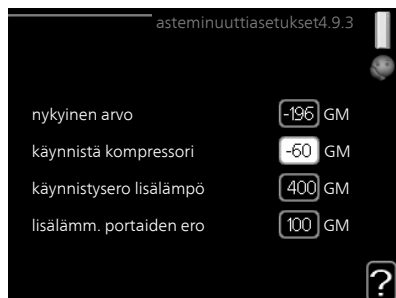 asteminuuttiasetukset4.9.3
nykyinen arvo -196 GM
käynnistä kompressori -60 GM
käynnistysero lisälämpö 400 GM
lisälämm. portaiden ero 100 GM
?